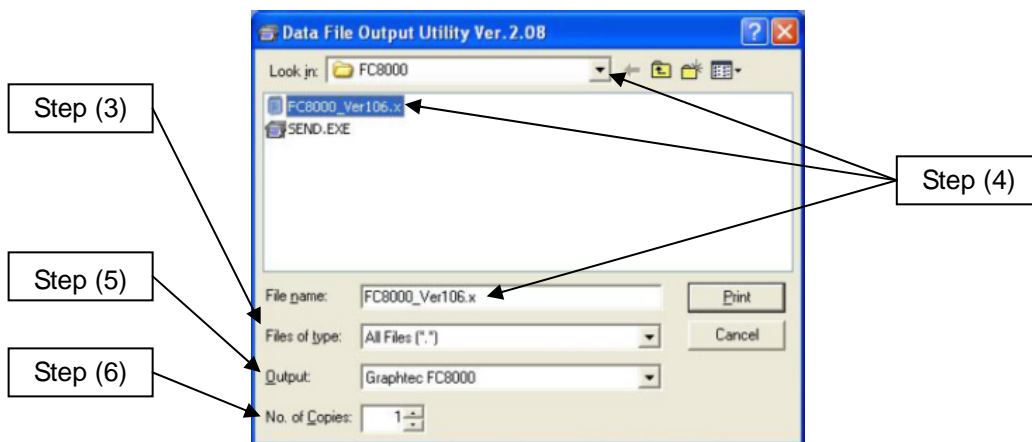 Data File Output Utility Ver.2.08
Look in: FC8000
Step (3)
FC8000_Ver106.x
SEND.EXE
Step (4)
Step (5)
File name: FC8000_Ver106.x Print
Files of type: All Files (*.*) Cancel
Step (6)
Output: Graphtec FC8000
No. of Copies: 1